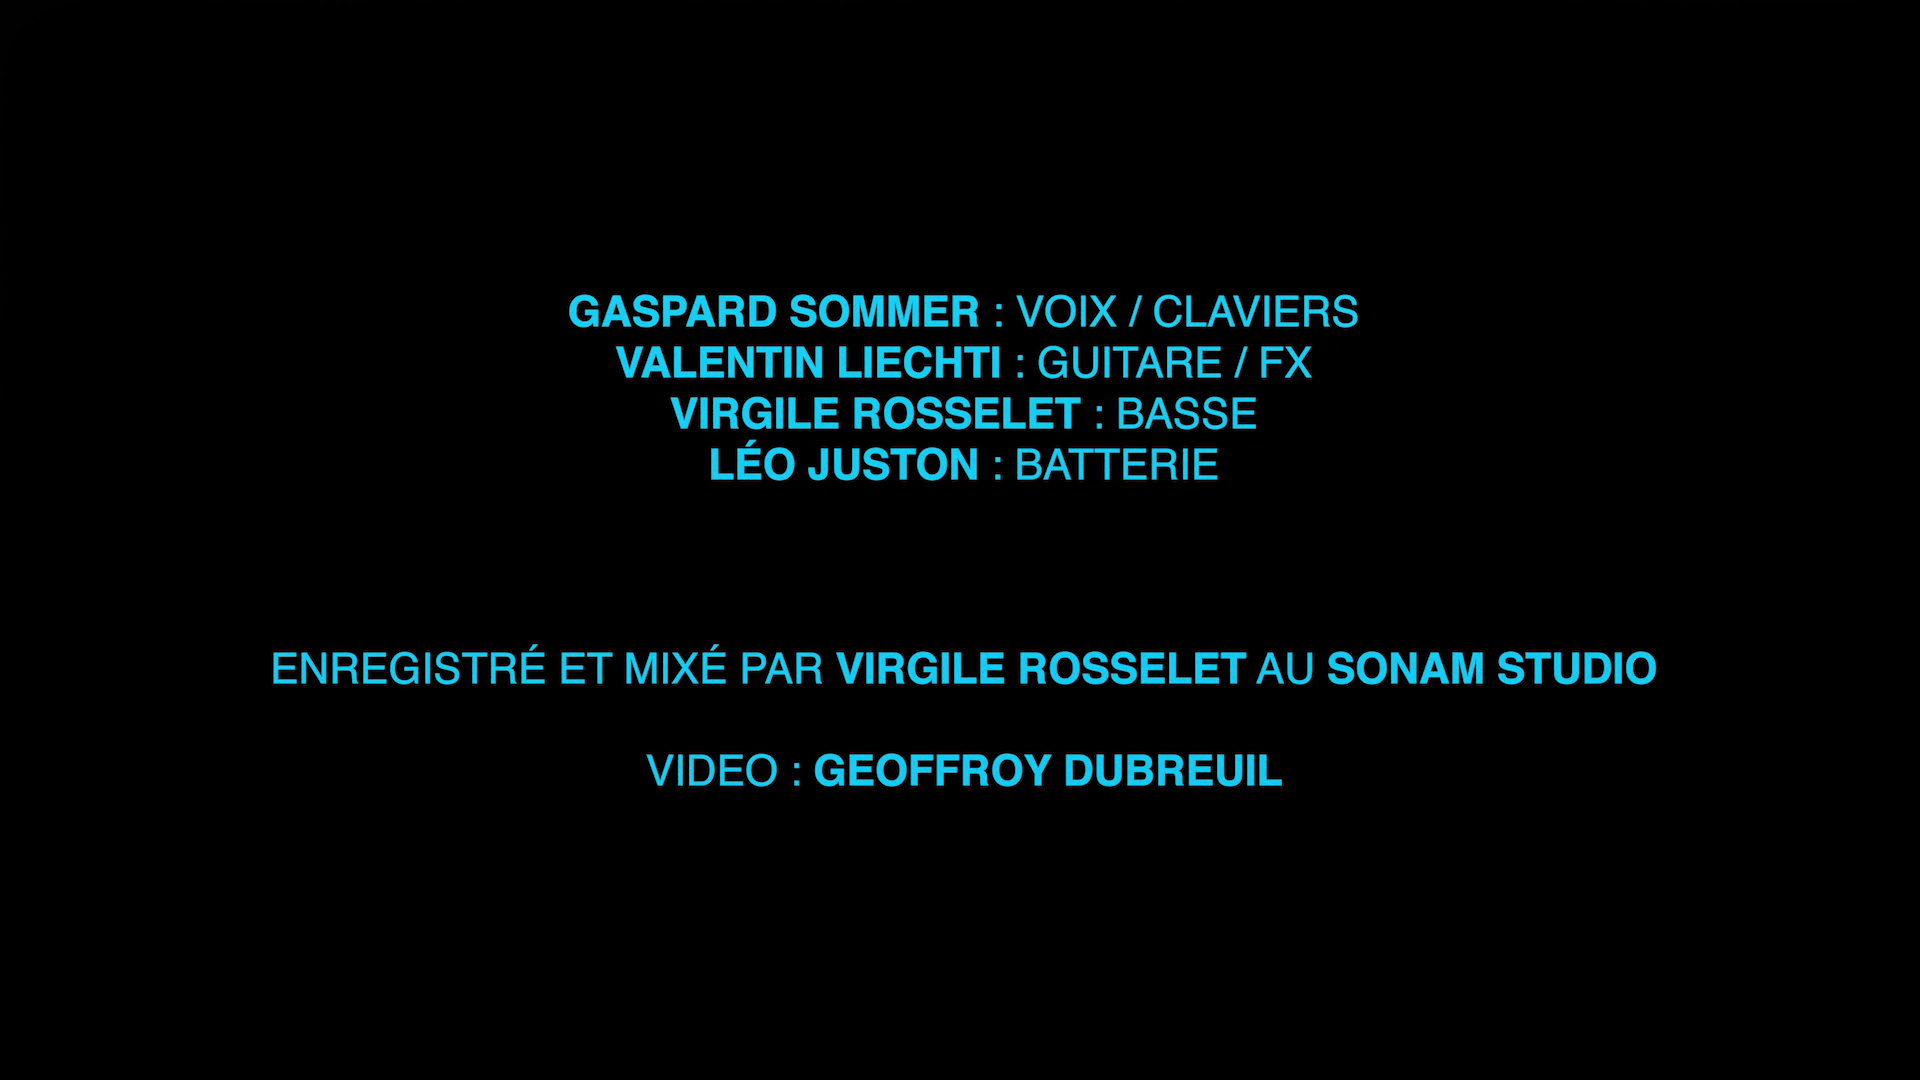 GASPARD SOMMER : VOIX / CLAVIERS
VALENTIN LIECHTI : GUITARE / FX
VIRGILE ROSSELET : BASSE
LÉO JUSTON : BATTERIE
ENREGISTRÉ ET MIXÉ PAR VIRGILE ROSSELET AU SONAM STUDIO
VIDEO : GEOFFROY DUBREUIL